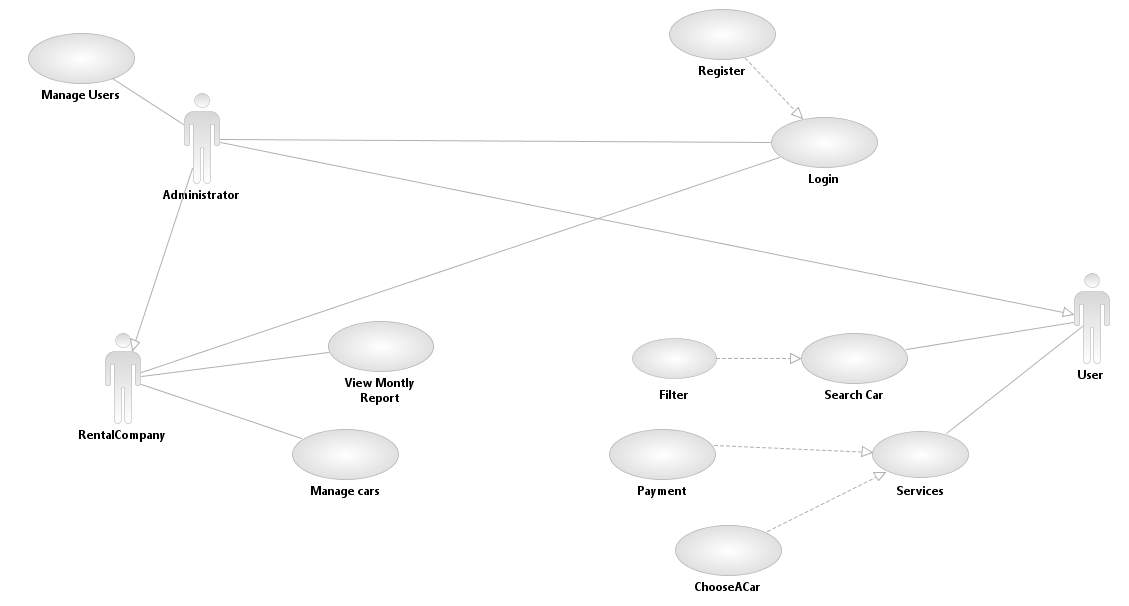 Register
Manage Users
Login
Administrator
User
View Montly
Report
Filter
Search Car
RentalCompany
Manage cars
Payment
Services
ChooseACar